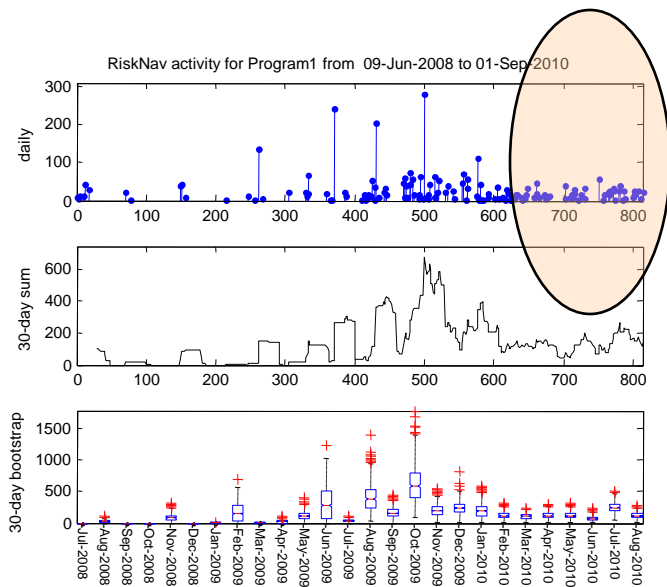 RiskNav activity for Program1 from 09-Jun-2008 to 01-Sep-2010
daily
300
200
100
0
0 100 200 300 400 500 600 700 800
30-day sum
600
400
200
0
0 100 200 300 400 500 600 700 800
30-day bootstrap
1500
1000
500
0
Jul-2008
Aug-2008
Sep-2008
Oct-2008
Nov-2008
Dec-2008
Jan-2009
Feb-2009
Mar-2009
Apr-2009
May-2009
Jun-2009
Jul-2009
Aug-2009
Sep-2009
Oct-2009
Nov-2009
Dec-2009
Jan-2010
Feb-2010
Mar-2010
Apr-2010
May-2010
Jun-2010
Jul-2010
Aug-2010